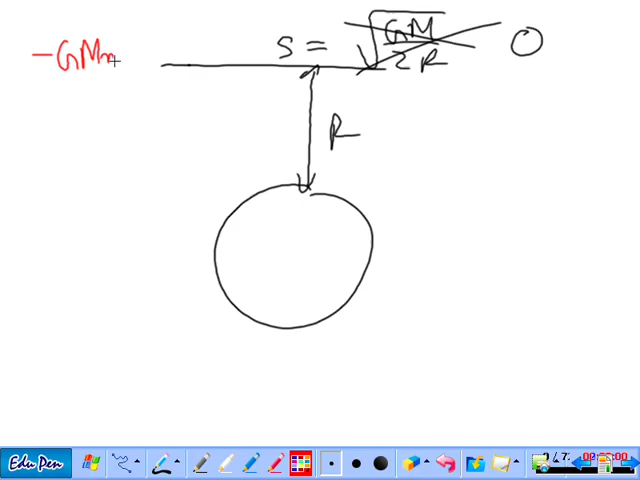 -GMm
S = √GM/2R 0
R
Edu Pen